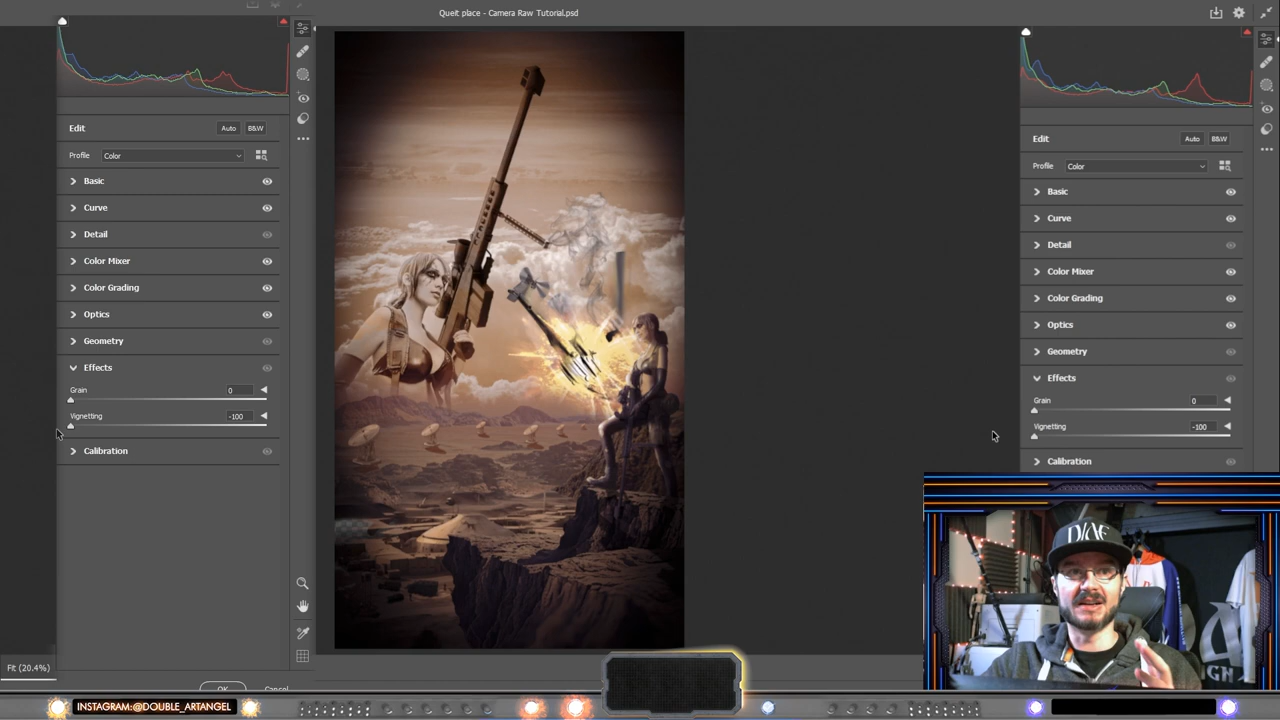 Queit place - Camera Raw Tutorial.psd
Edit
Auto
B&W
Profile
Color
Basic
Curve
Detail
Color Mixer
Color Grading
Optics
Geometry
Effects
Grain
0
Vignetting
-100
Calibration
Fit (20.4%)
OK
Cancel
INSTAGRAM:@DOUBLE_ARTANGEL
Edit
Auto
B&W
Profile
Color
Basic
Curve
Detail
Color Mixer
Color Grading
Optics
Geometry
Effects
Grain
0
Vignetting
-100
Calibration